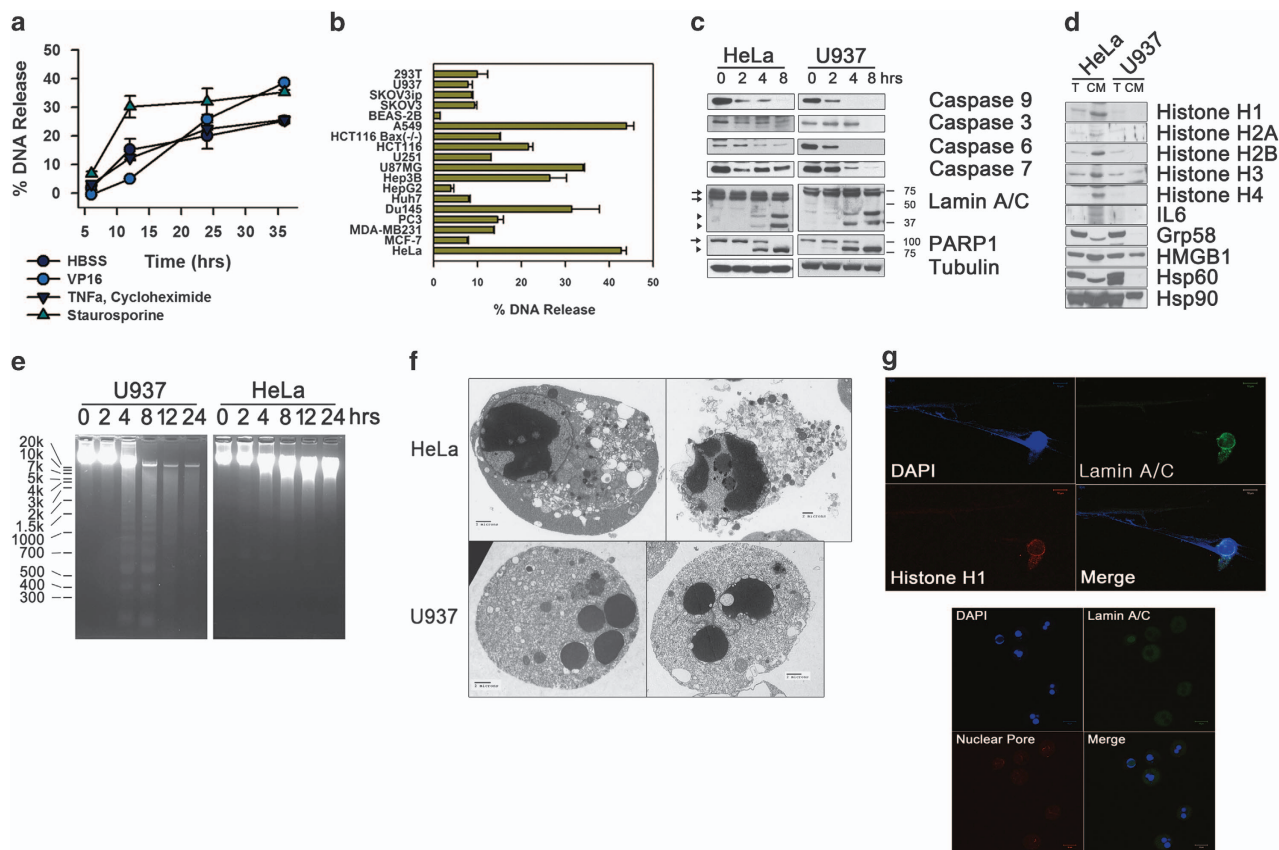 a
50
40
30
20
10
0
% DNA Release
5 10 15 20 25 30 35
Time (hrs)
HBSS
VP16
TNFa, Cycloheximide
Staurosporine
b
293T
U937
SKOV3ip
SKOV3
BEAS-2B
A549
HCT116 Bax(-/-)
HCT116
U251
U87MG
Hep3B
HepG2
Huh7
Du145
PC3
MDA-MB231
MCF-7
HeLa
0 10 20 30 40 50
% DNA Release
c
HeLa U937
0 2 4 8 0 2 4 8 hrs
Caspase 9
Caspase 3
Caspase 6
Caspase 7
75
50
37
Lamin A/C
100
75
PARP1
Tubulin
d
HeLa U937
T CM T CM
Histone H1
Histone H2A
Histone H2B
Histone H3
Histone H4
IL6
Grp58
HMGB1
Hsp60
Hsp90
e
U937 HeLa
0 2 4 8 12 24 0 2 4 8 12 24 hrs
20k
10k
7k
5k
4k
3k
2k
1.5k
1000
700
500
400
300
f
HeLa
U937
2 microns
2 microns
2 microns
g
DAPI
Lamin A/C
Histone H1
Merge
DAPI
Lamin A/C
Nuclear Pore
Merge